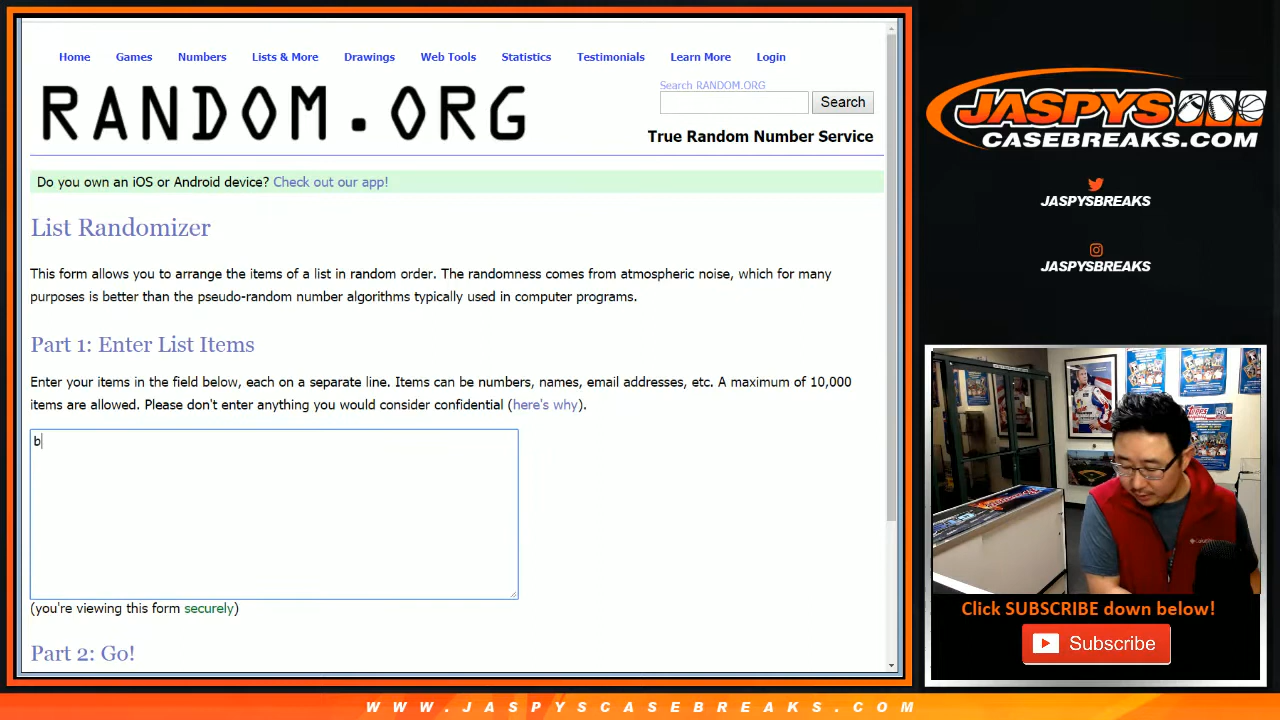 Home Games Numbers Lists & More Drawings Web Tools Statistics Testimonials Learn More Login
RANDOM.ORG
Search RANDOM.ORG
Search
True Random Number Service
Do you own an iOS or Android device? Check out our app!
List Randomizer
This form allows you to arrange the items of a list in random order. The randomness comes from atmospheric noise, which for many
purposes is better than the pseudo-random number algorithms typically used in computer programs.
Part 1: Enter List Items
Enter your items in the field below, each on a separate line. Items can be numbers, names, email addresses, etc. A maximum of 10,000
items are allowed. Please don't enter anything you would consider confidential (here's why).
b
(you're viewing this form securely)
Part 2: Go!
JASPYS
CASEBREAKS.COM
JASPYSBREAKS
JASPYSBREAKS
Click SUBSCRIBE down below!
Subscribe
WWW.JASPYSCASEBREAKS.COM